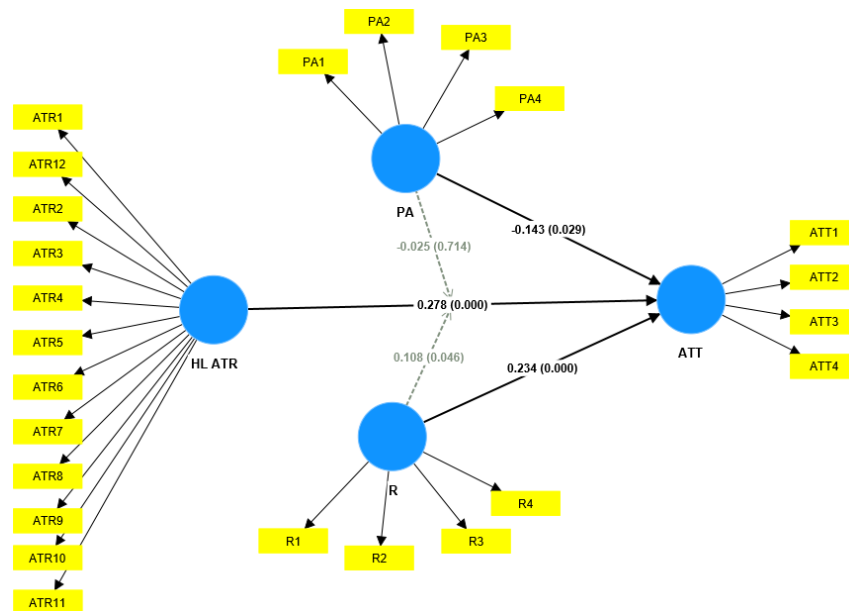 PA2
PA3
PA1
PA4
ATR1
ATR12
ATR2
ATR3
ATR4
ATR5
ATR6
ATR7
ATR8
ATR9
ATR10
ATR11
HL ATR
PA
-0.025 (0.714)
-0.143 (0.029)
0.278 (0.000)
0.108 (0.046)
0.234 (0.000)
R
R1
R2
R3
R4
ATT
ATT1
ATT2
ATT3
ATT4